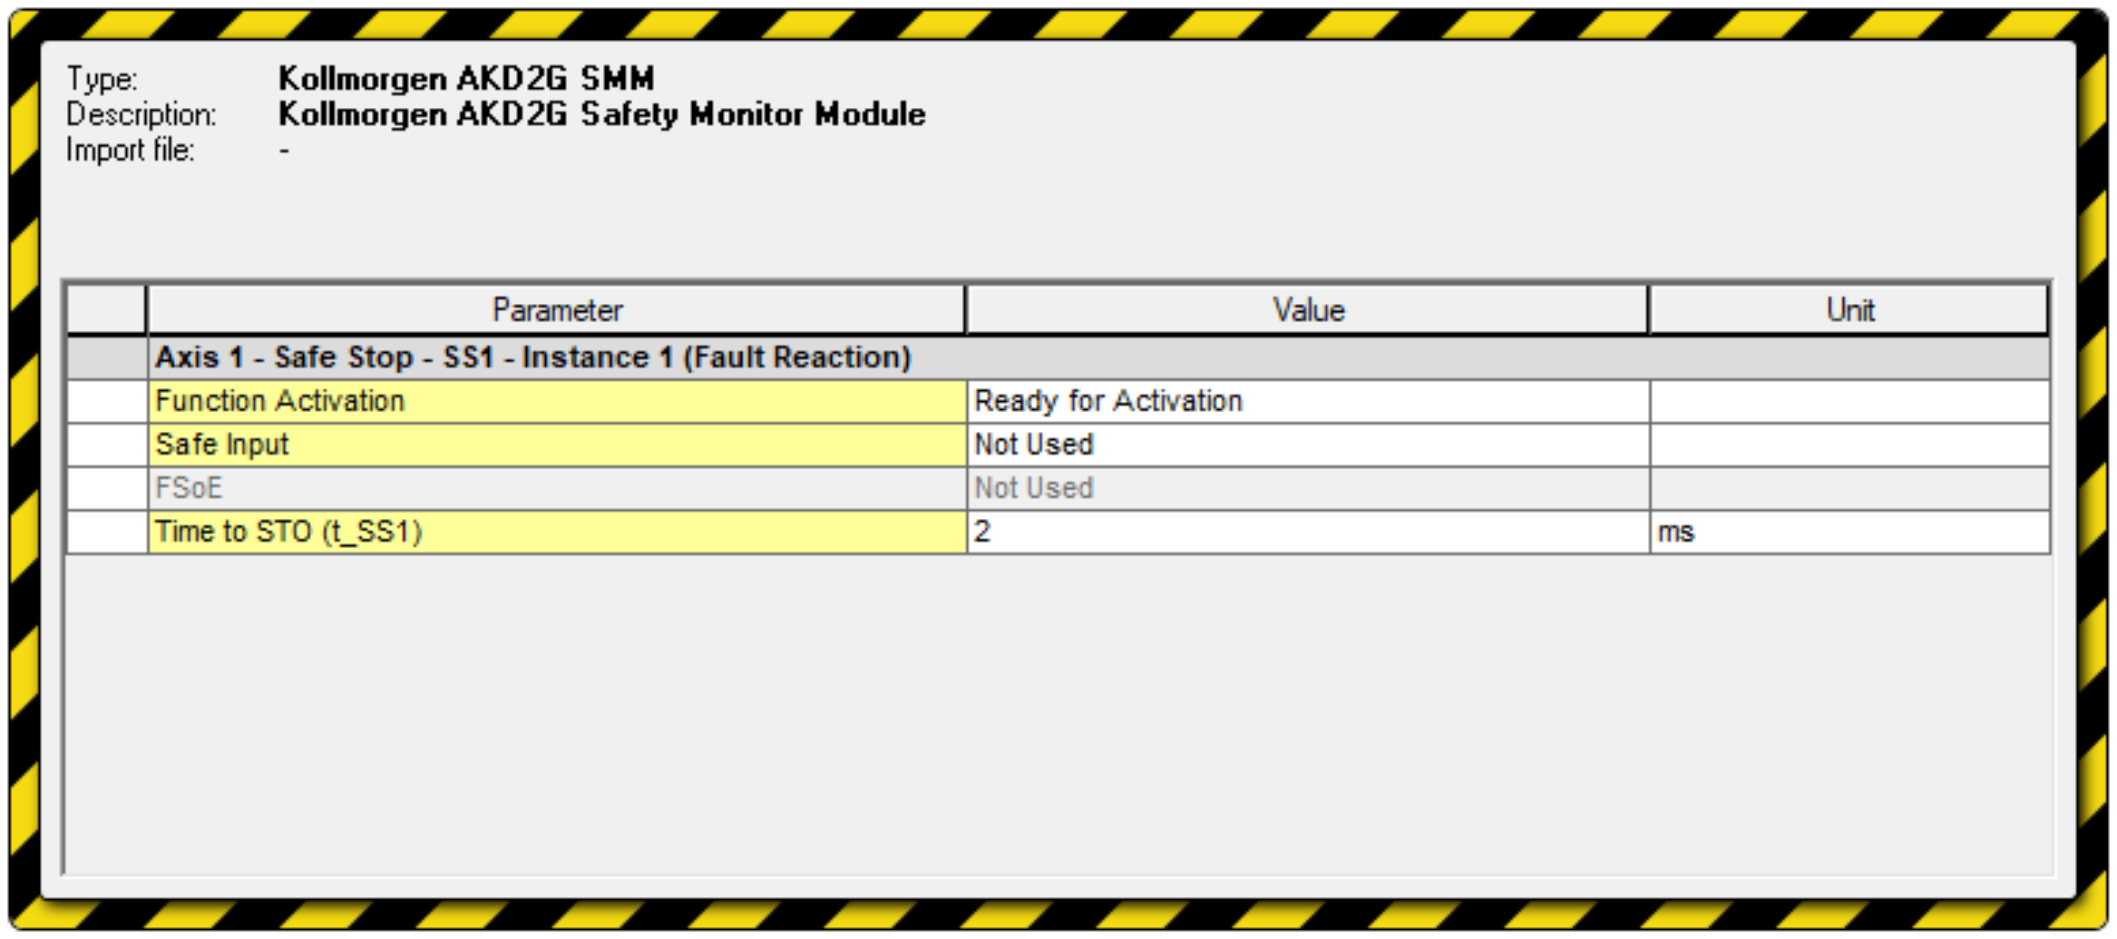 Type: Kollmorgen AKD2G SMM
Description: Kollmorgen AKD2G Safety Monitor Module
Import file: -
Parameter Value Unit
Axis 1 - Safe Stop - SS1 - Instance 1 (Fault Reaction)
Function Activation Ready for Activation
Safe Input Not Used
FSoE Not Used
Time to STO (t_SS1) 2 ms